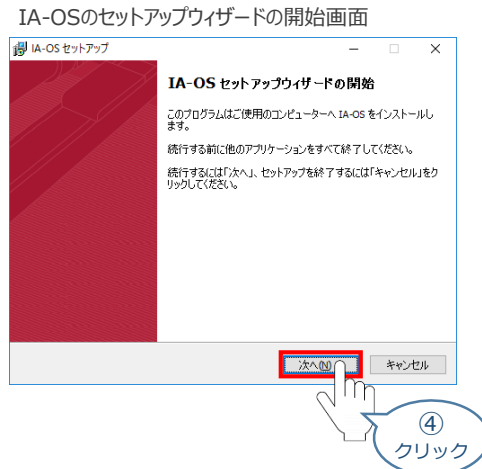 IA-OSのセットアップウィザードの開始画面
IA-OS セットアップ
IA-OS セットアップウィザードの開始
このプログラムはご使用のコンピューターへ IA-OS をインストールし
ます。
続行する前に他のアプリケーションをすべて終了してください。
続行するには「次へ」、セットアップを終了するには「キャンセル」をク
リックしてください。
次へ(N)
キャンセル
④
クリック